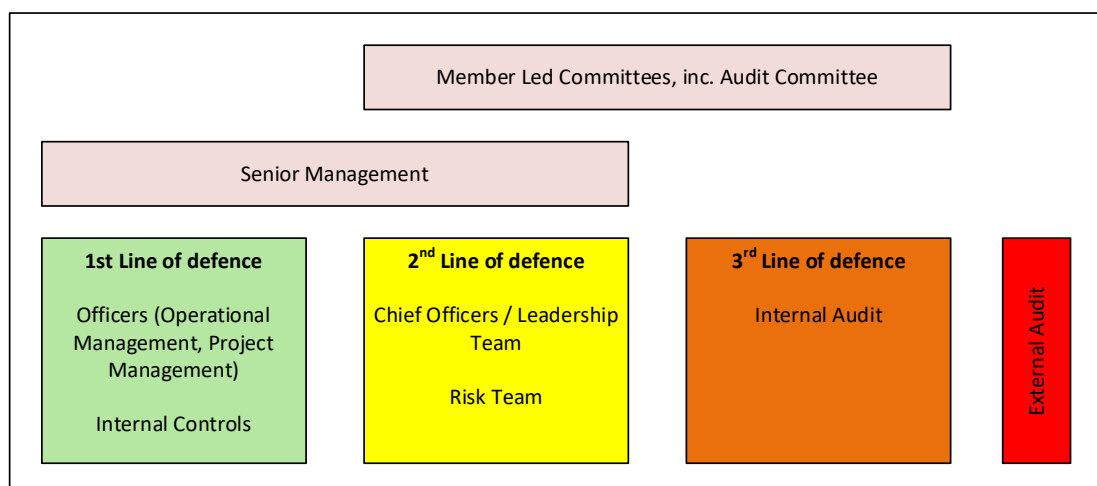 Member Led Committees, inc. Audit Committee
Senior Management
1st Line of defence
Officers (Operational
Management, Project
Management)
Internal Controls
2nd Line of defence
Chief Officers / Leadership
Team
Risk Team
3rd Line of defence
Internal Audit
External Audit